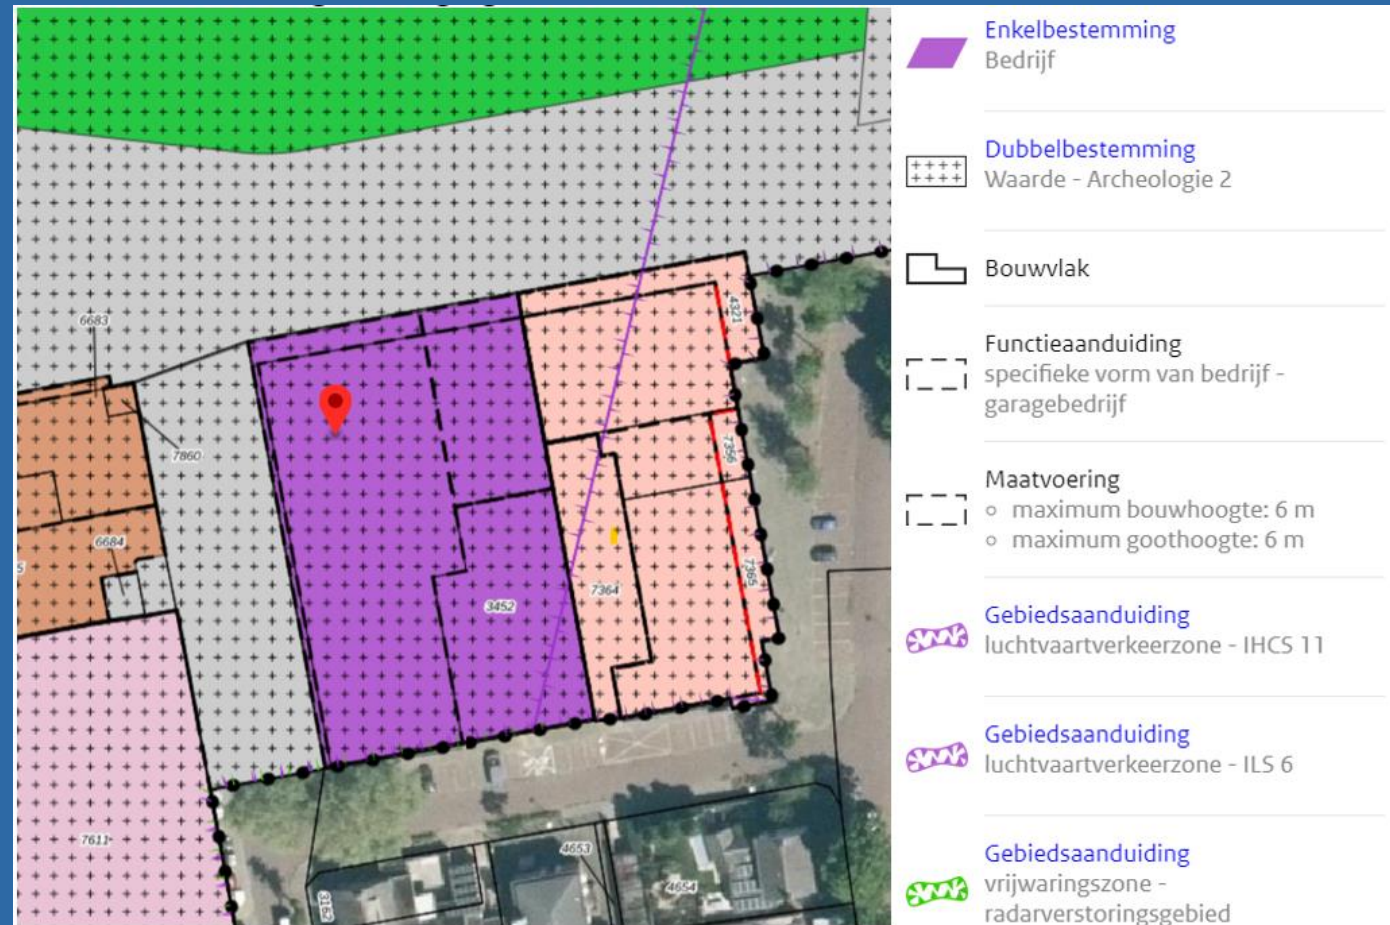 Enkelbestemming
Bedrijf
Dubbelbestemming
Waarde - Archeologie 2
Bouwvlak
Functieaanduiding
specifieke vorm van bedrijf -
garagebedrijf
Maatvoering
maximum bouwhoogte: 6 m
maximum goothoogte: 6 m
Gebiedsaanduiding
luchtvaartverkeerzone - IHCS 11
Gebiedsaanduiding
luchtvaartverkeerzone - ILS 6
Gebiedsaanduiding
vrijwaringszone -
radarverstoringsgebied
6683
7860
6684
5
7611
3452
7364
4321
7356
7365
4653
4654
3162